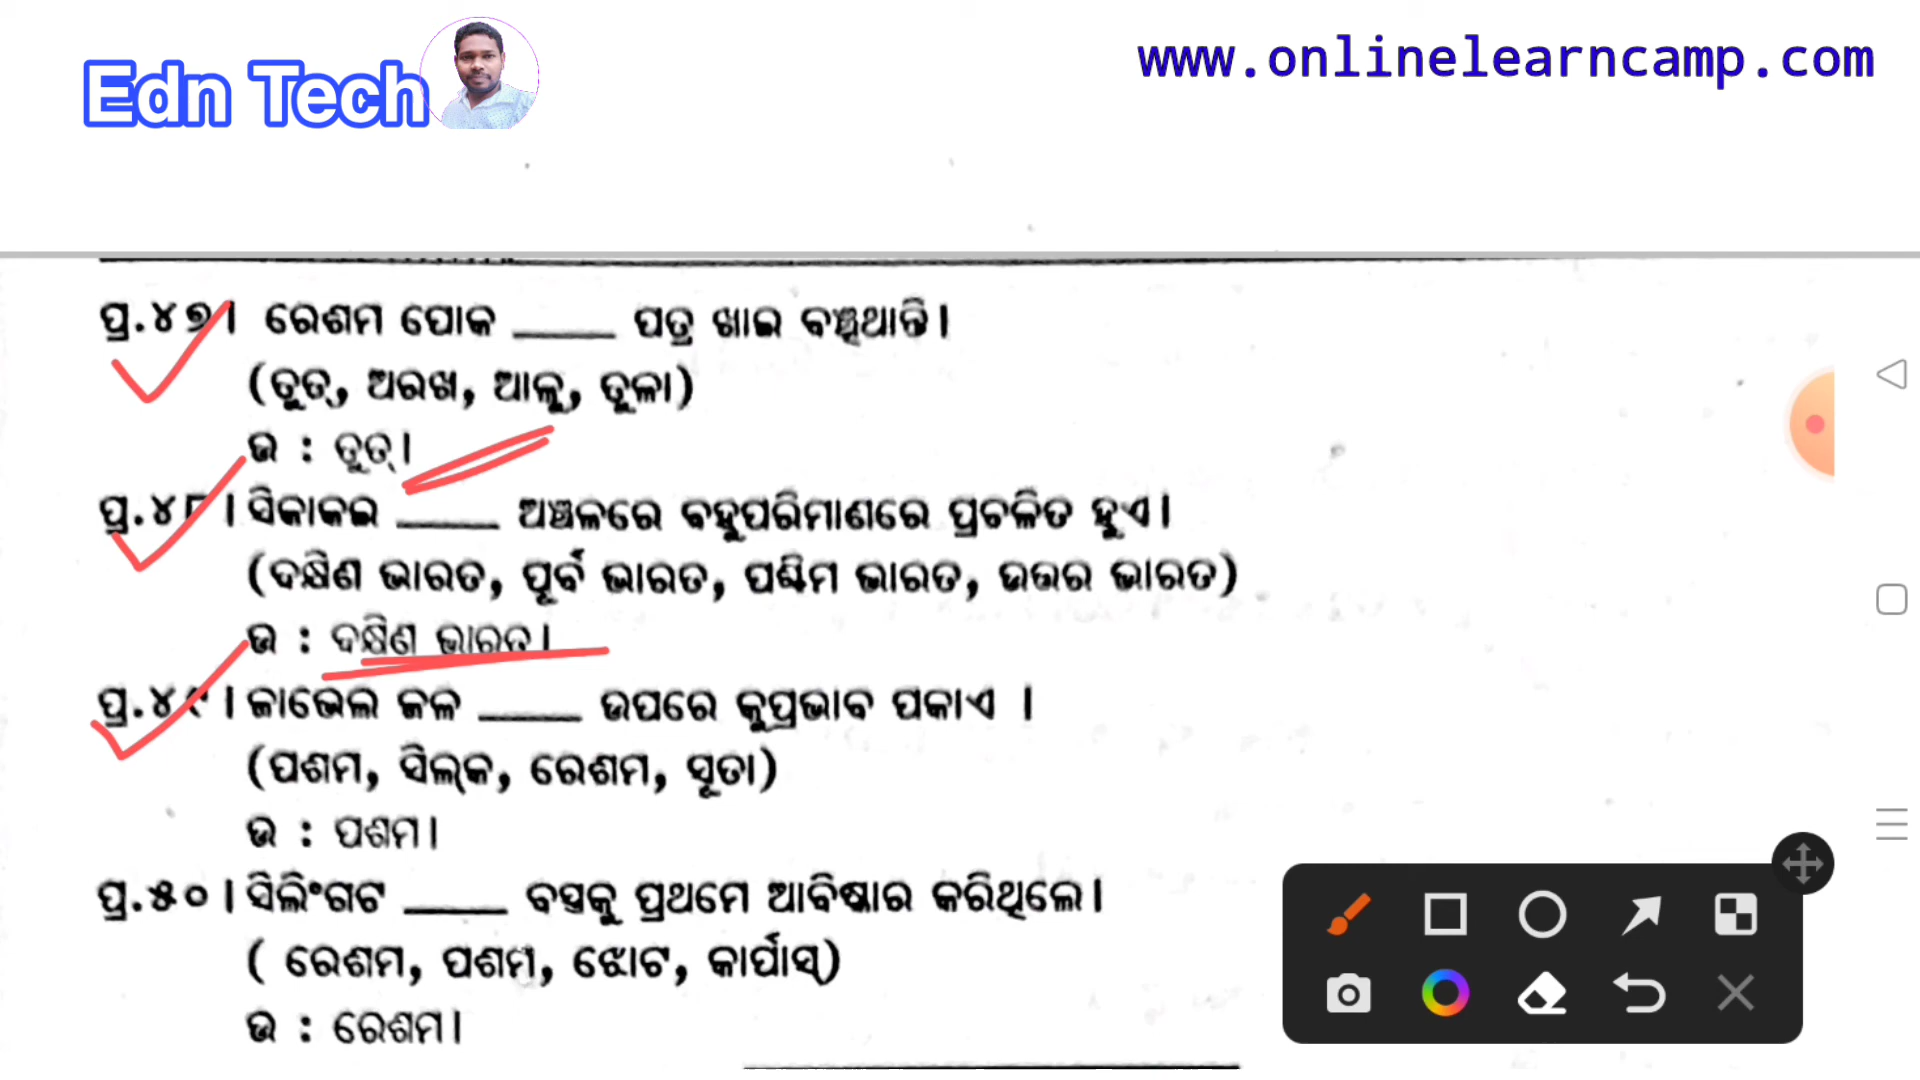 Edn Tech
www.onlinelearncamp.com
ପ୍ର.୪୭। ରେଶମ ପୋକ ____ ପତ୍ର ଖାଇ ବଞ୍ଚିଥାନ୍ତି।
(ତୁତ୍, ଅରଖ, ଆଳୁ, ତୁଳା)
ଉ : ତୁତ୍।
ପ୍ର.୪୮। ସିକାକଇ ____ ଅଞ୍ଚଳରେ ବହୁପରିମାଣରେ ପ୍ରଚଳିତ ହୁଏ।
(ଦକ୍ଷିଣ ଭାରତ, ପୂର୍ବ ଭାରତ, ପଶ୍ଚିମ ଭାରତ, ଉତ୍ତର ଭାରତ)
ଉ : ଦକ୍ଷିଣ ଭାରତ।
ପ୍ର.୪୯। ଜାଭେଲ ଜଳ ____ ଉପରେ କୁପ୍ରଭାବ ପକାଏ ।
(ପଶମ, ସିଲ୍‌କ, ରେଶମ, ସୂତା)
ଉ : ପଶମ।
ପ୍ର.୫୦। ସିଲିଂଗଟ ____ ବସ୍ତ୍ରକୁ ପ୍ରଥମେ ଆବିଷ୍କାର କରିଥିଲେ।
( ରେଶମ, ପଶମ, ଝୋଟ, କାର୍ପାସ୍)
ଉ : ରେଶମ।